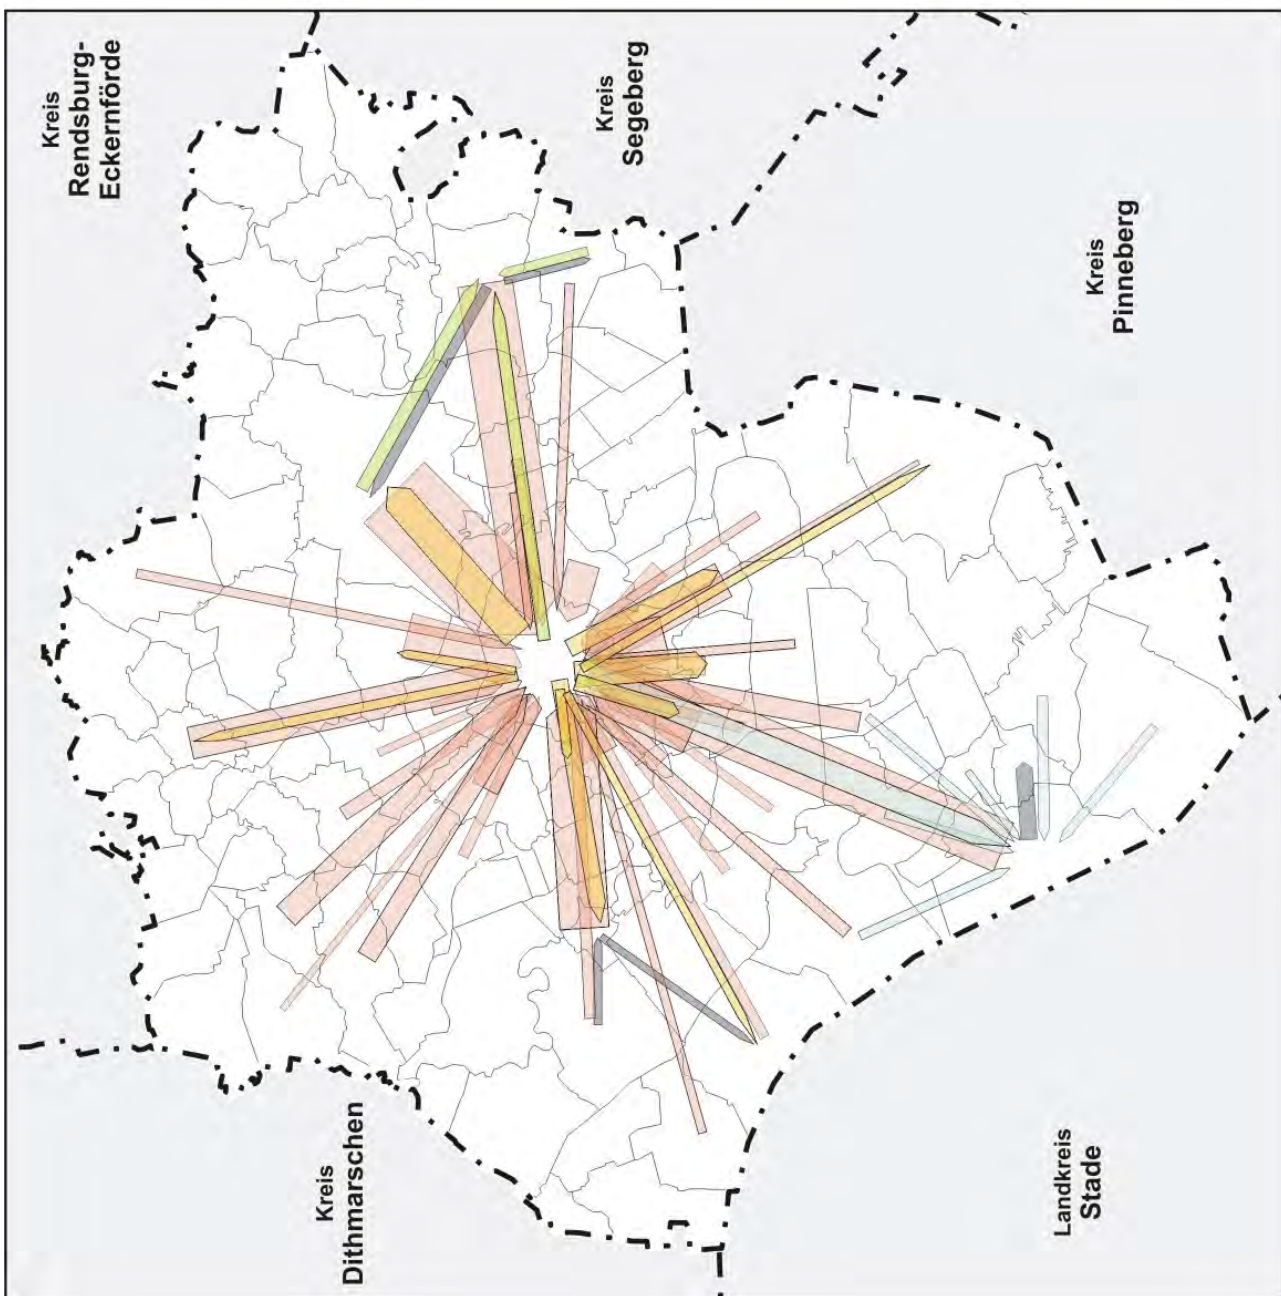 Kreis
Rendsburg-
Eckernförde
Kreis
Segeberg
Kreis
Pinneberg
Kreis
Dithmarschen
Landkreis
Stade